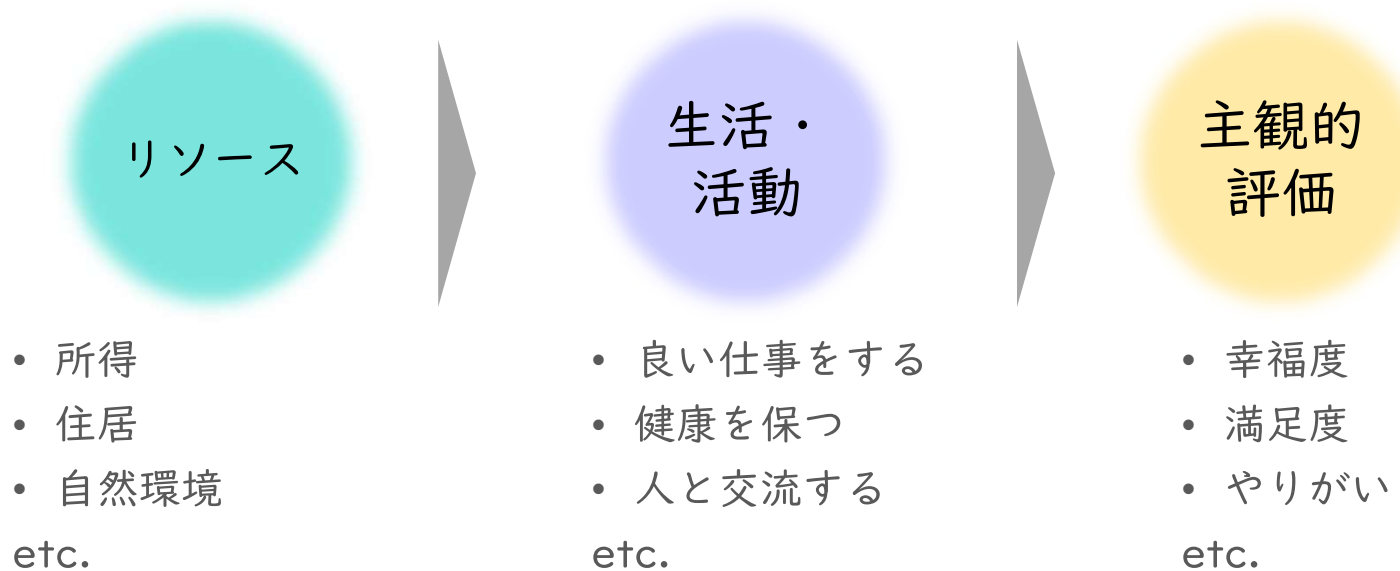 リソース
生活・
活動
主観的
評価
• 所得
• 住居
• 自然環境
etc.
• 良い仕事をする
• 健康を保つ
• 人と交流する
etc.
• 幸福度
• 満足度
• やりがい
etc.